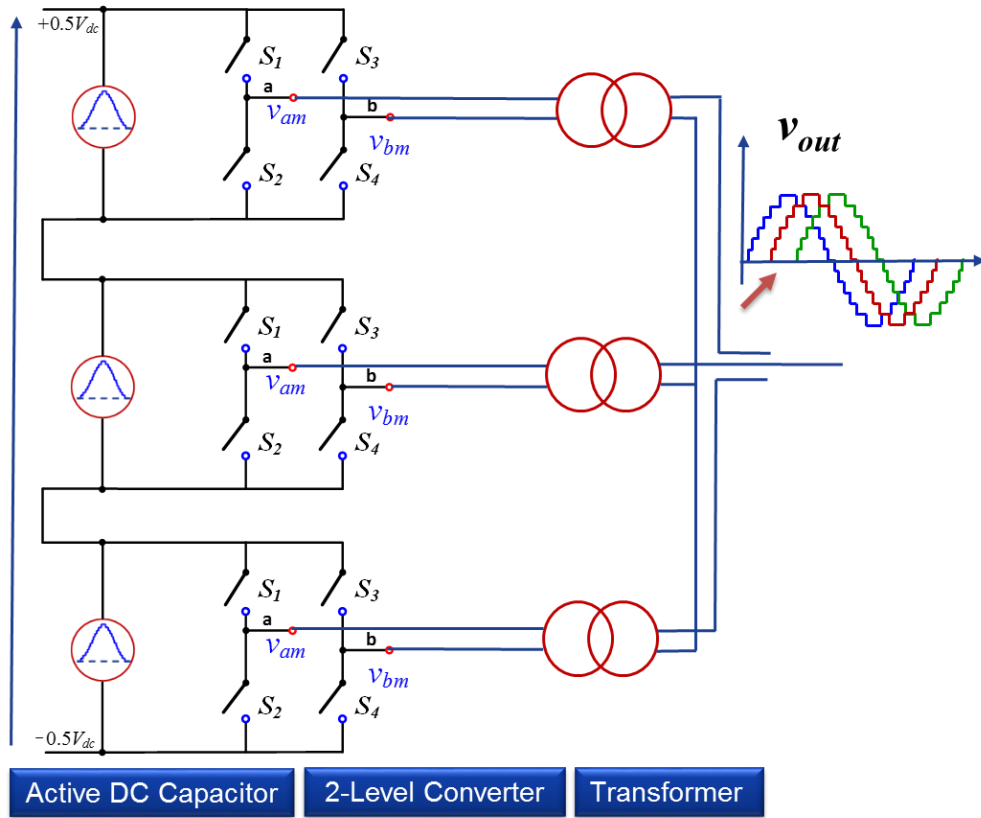 +0.5Vdc
S1 S3
a
vam
b
vbm
S2 S4
vout
S1 S3
a
vam
b
vbm
S2 S4
S1 S3
a
vam
b
vbm
S2 S4
−0.5Vdc
Active DC Capacitor
2-Level Converter
Transformer